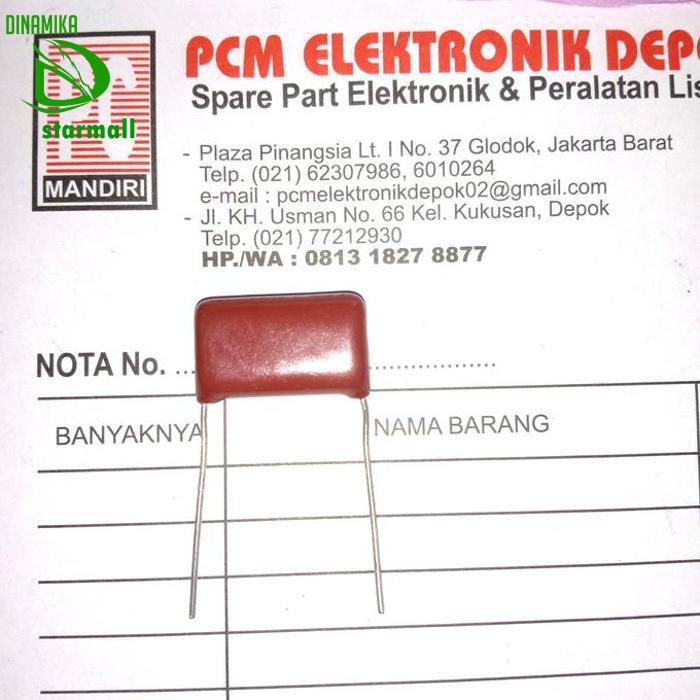 DINAMIKA
starmall
MANDIRI
PCM ELEKTRONIK DEPO
Spare Part Elektronik & Peralatan Lis
- Plaza Pinangsia Lt. I No. 37 Glodok, Jakarta Barat
Telp. (021) 62307986, 6010264
e-mail : pcmelektronikdepok02@gmail.com
- Jl. KH. Usman No. 66 Kel. Kukusan, Depok
Telp. (021) 77212930
HP./WA : 0813 1827 8877
NOTA No. ......................
BANYAKNYA NAMA BARANG